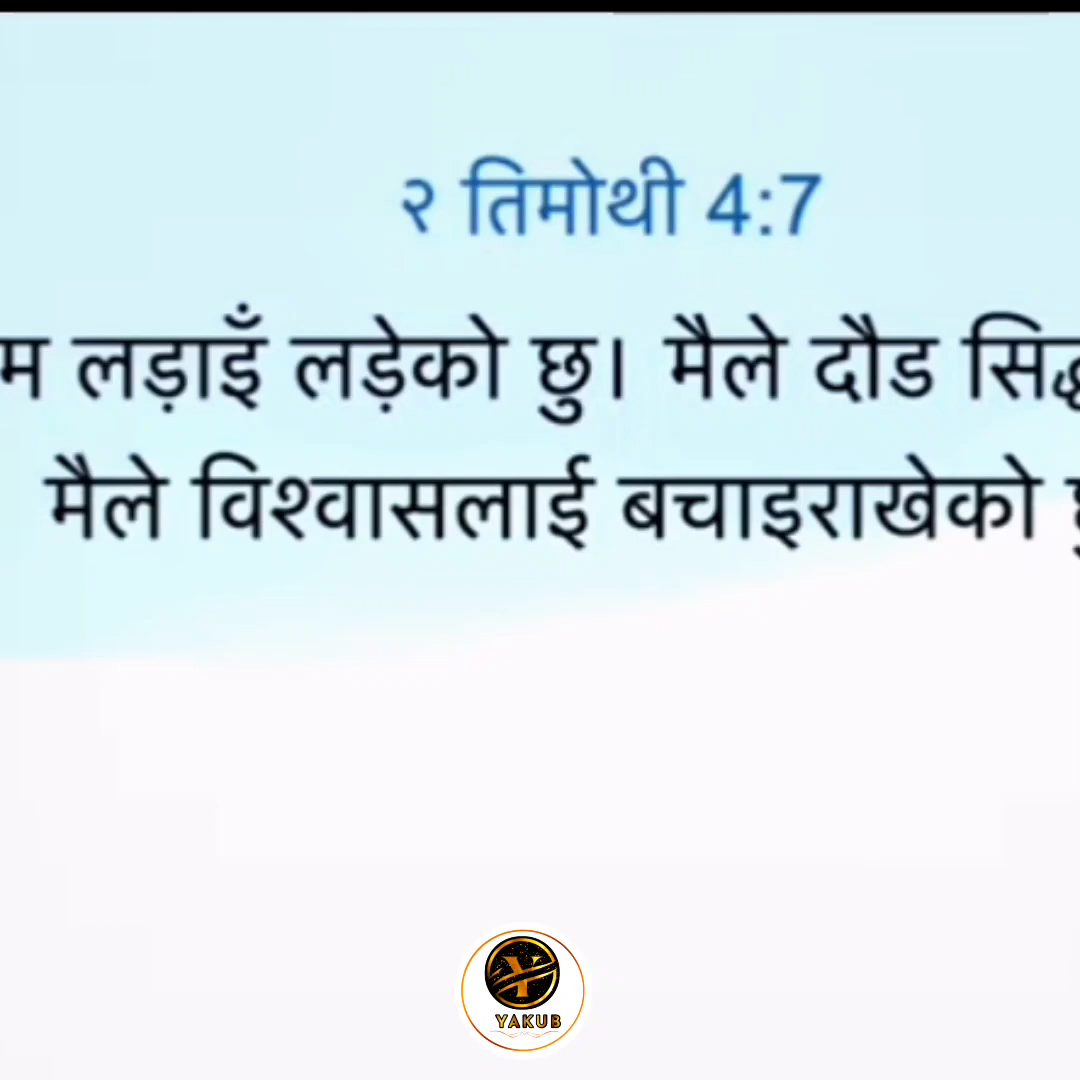 २ तिमोथी 4:7
लड़ाइँ लड़ेको छु। मैले दौड
मैले विश्वासलाई बचाइराखेको
YAKUB